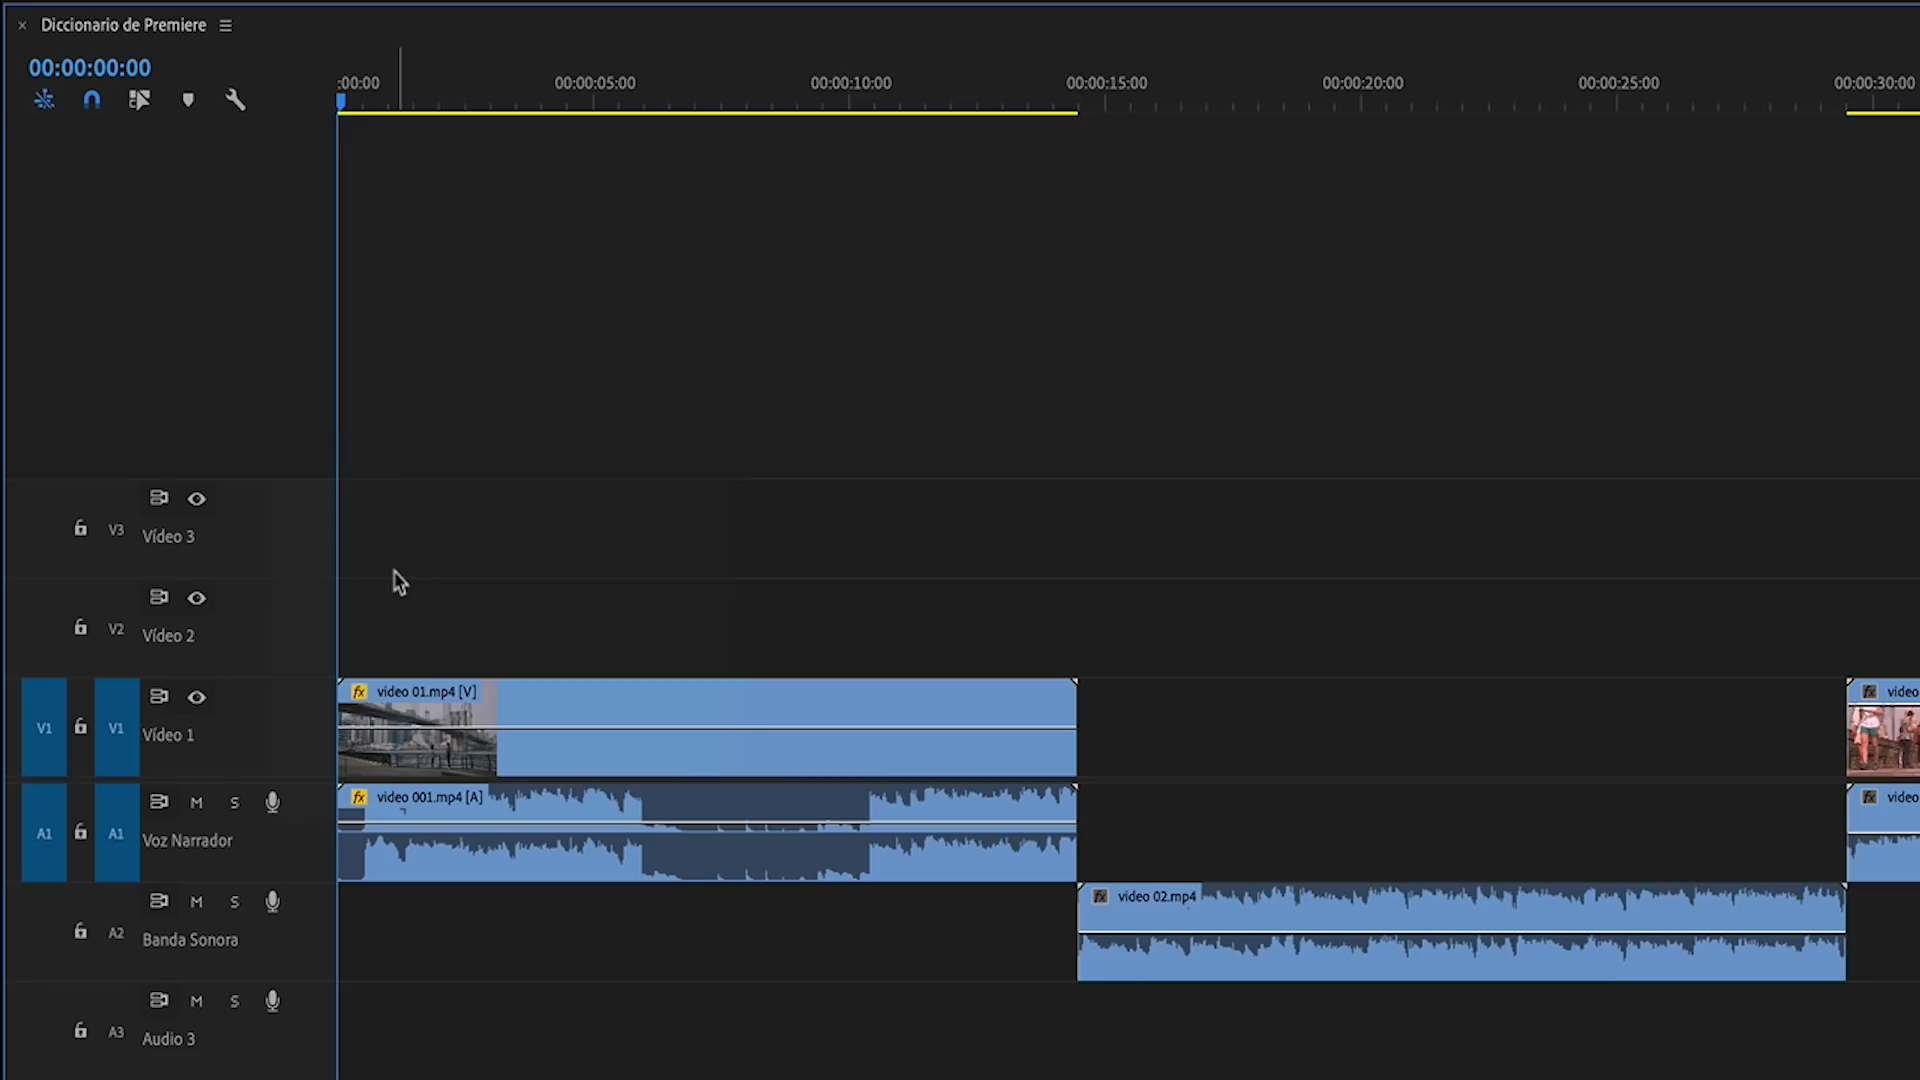 Diccionario de Premiere
00:00:00:00
:00:00 00:00:05:00 00:00:10:00 00:00:15:00 00:00:20:00 00:00:25:00 00:00:30:00
V3 Vídeo 3
V2 Vídeo 2
V1 V1 Vídeo 1
fx video 01.mp4 [V]
fx video
A1 A1 M S Voz Narrador
fx video 001.mp4 [A]
fx video
A2 M S Banda Sonora
fx video 02.mp4
A3 M S Audio 3